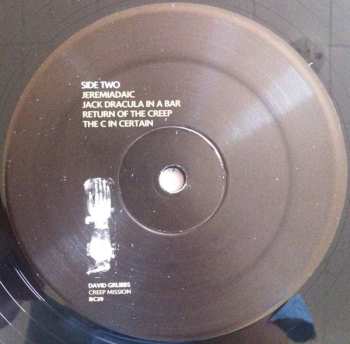 SIDE TWO
JEREMIADAIC
JACK DRACULA IN A BAR
RETURN OF THE CREEP
THE C IN CERTAIN
DAVID GRUBBS
CREEP MISSION
BC29